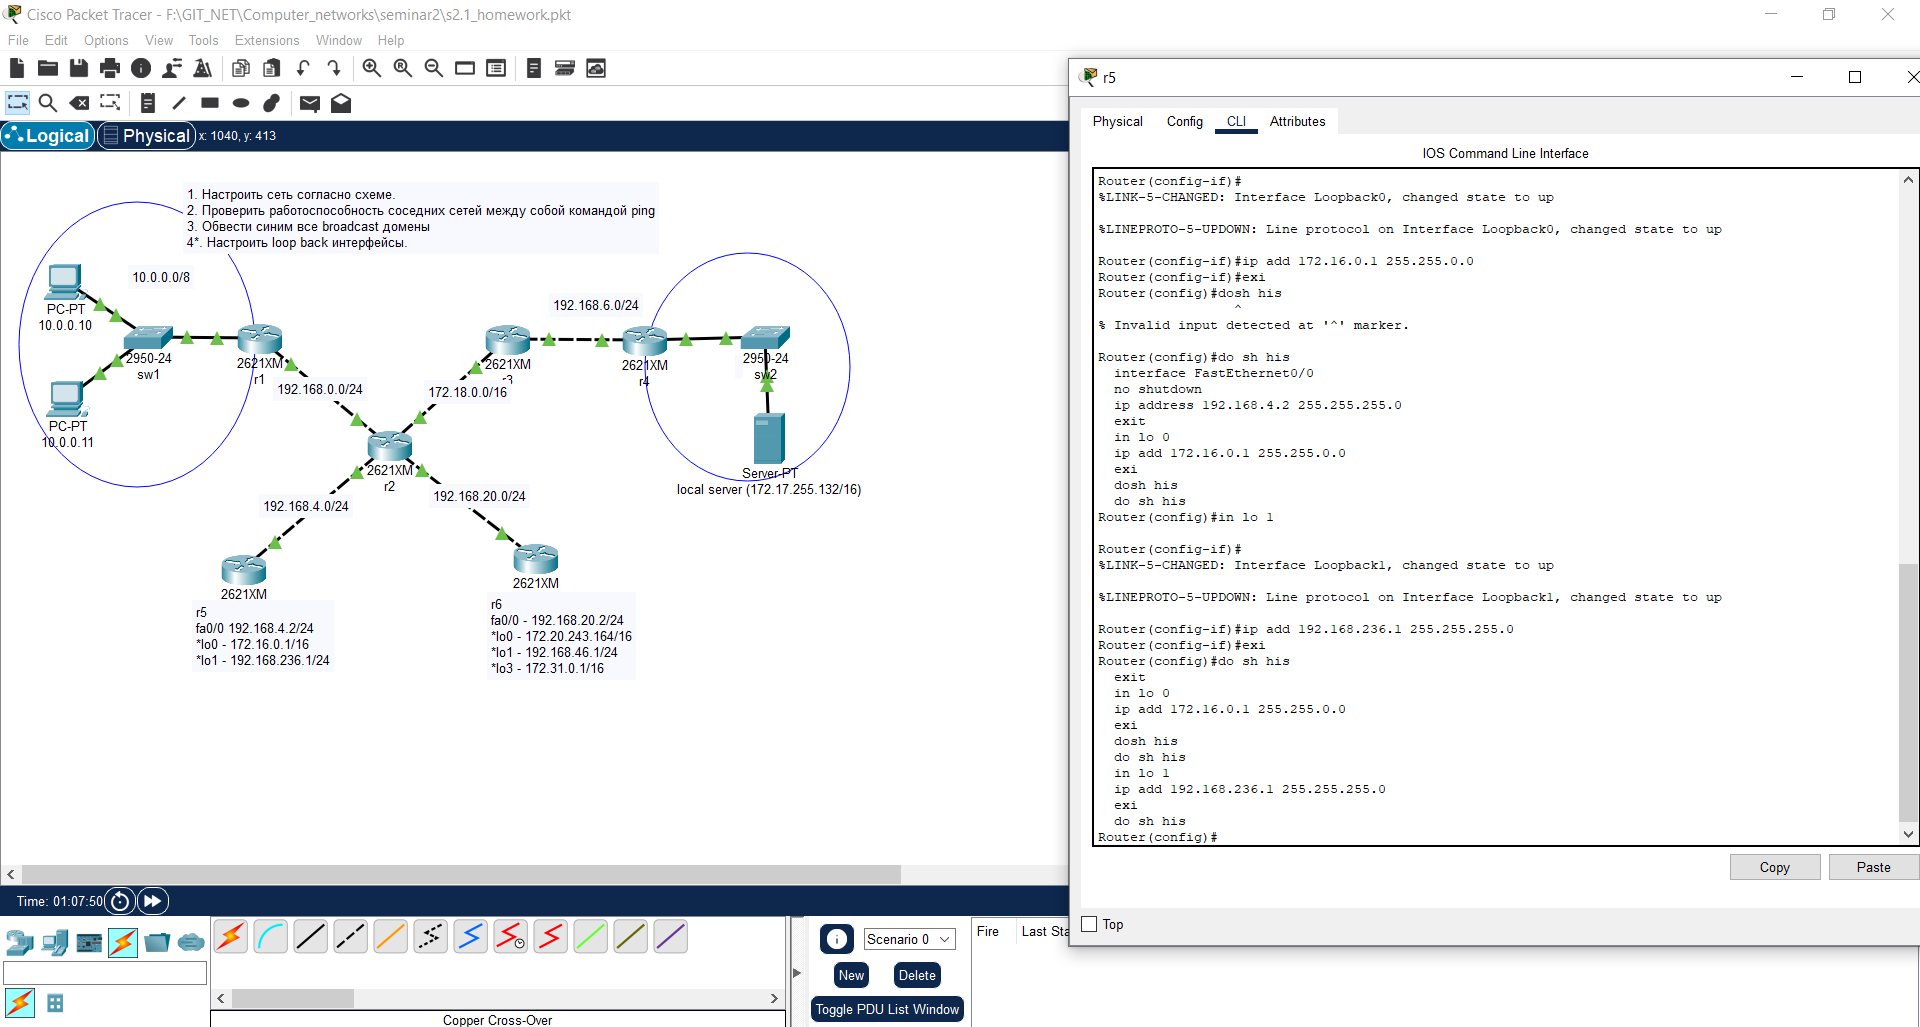 Cisco Packet Tracer - F:\GIT_NET\Computer_networks\seminar2\s2.1_homework.pkt
File Edit Options View Tools Extensions Window Help
Logical Physical x: 1040, y: 413
1. Настроить сеть согласно схеме.
2. Проверить работоспособность соседних сетей между собой командой ping
3. Обвести синим все broadcast домены
4*. Настроить loop back интерфейсы.
10.0.0.0/8
PC-PT
10.0.0.10
2950-24
sw1
PC-PT
10.0.0.11
2621XM
r1
192.168.0.0/24
2621XM
r3
172.18.0.0/16
192.168.6.0/24
2621XM
r4
2950-24
sw2
Server-PT
local server (172.17.255.132/16)
2621XM
r2
192.168.4.0/24
192.168.20.0/24
2621XM
r5
fa0/0 192.168.4.2/24
*lo0 - 172.16.0.1/16
*lo1 - 192.168.236.1/24
2621XM
r6
fa0/0 - 192.168.20.2/24
*lo0 - 172.20.243.164/16
*lo1 - 192.168.46.1/24
*lo3 - 172.31.0.1/16
Time: 01:07:50
Copper Cross-Over
Scenario 0
New Delete
Toggle PDU List Window
Fire Last Sta
r5
Physical Config CLI Attributes
IOS Command Line Interface
Router(config-if)#
%LINK-5-CHANGED: Interface Loopback0, changed state to up
%LINEPROTO-5-UPDOWN: Line protocol on Interface Loopback0, changed state to up
Router(config-if)#ip add 172.16.0.1 255.255.0.0
Router(config-if)#exi
Router(config)#dosh his
^
% Invalid input detected at '^' marker.
Router(config)#do sh his
interface FastEthernet0/0
no shutdown
ip address 192.168.4.2 255.255.255.0
exit
in lo 0
ip add 172.16.0.1 255.255.0.0
exi
dosh his
do sh his
Router(config)#in lo 1
Router(config-if)#
%LINK-5-CHANGED: Interface Loopback1, changed state to up
%LINEPROTO-5-UPDOWN: Line protocol on Interface Loopback1, changed state to up
Router(config-if)#ip add 192.168.236.1 255.255.255.0
Router(config-if)#exi
Router(config)#do sh his
exit
in lo 0
ip add 172.16.0.1 255.255.0.0
exi
dosh his
do sh his
in lo 1
ip add 192.168.236.1 255.255.255.0
exi
do sh his
Router(config)#
Copy Paste
Top